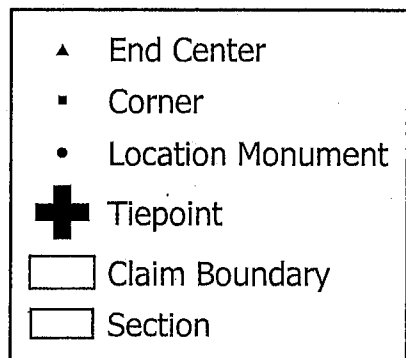 End Center
Corner
Location Monument
Tiepoint
Claim Boundary
Section